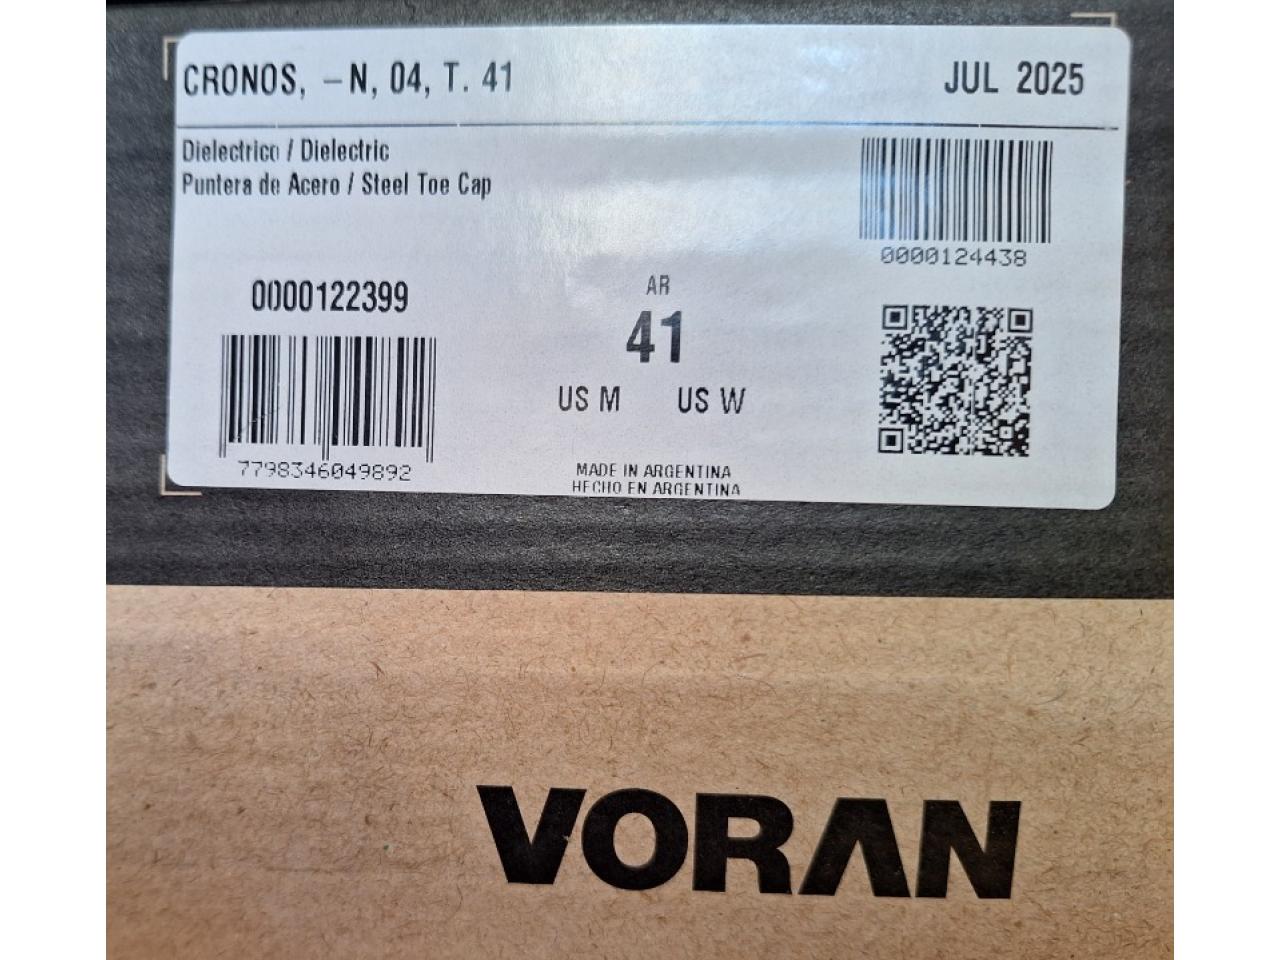 CRONOS, -N, 04, T. 41
JUL 2025
Dielectrico / Dielectric
Puntera de Acero / Steel Toe Cap
0000124438
0000122399
7798346049892
AR
41
US M US W
MADE IN ARGENTINA
HECHO EN ARGENTINA
VORAN